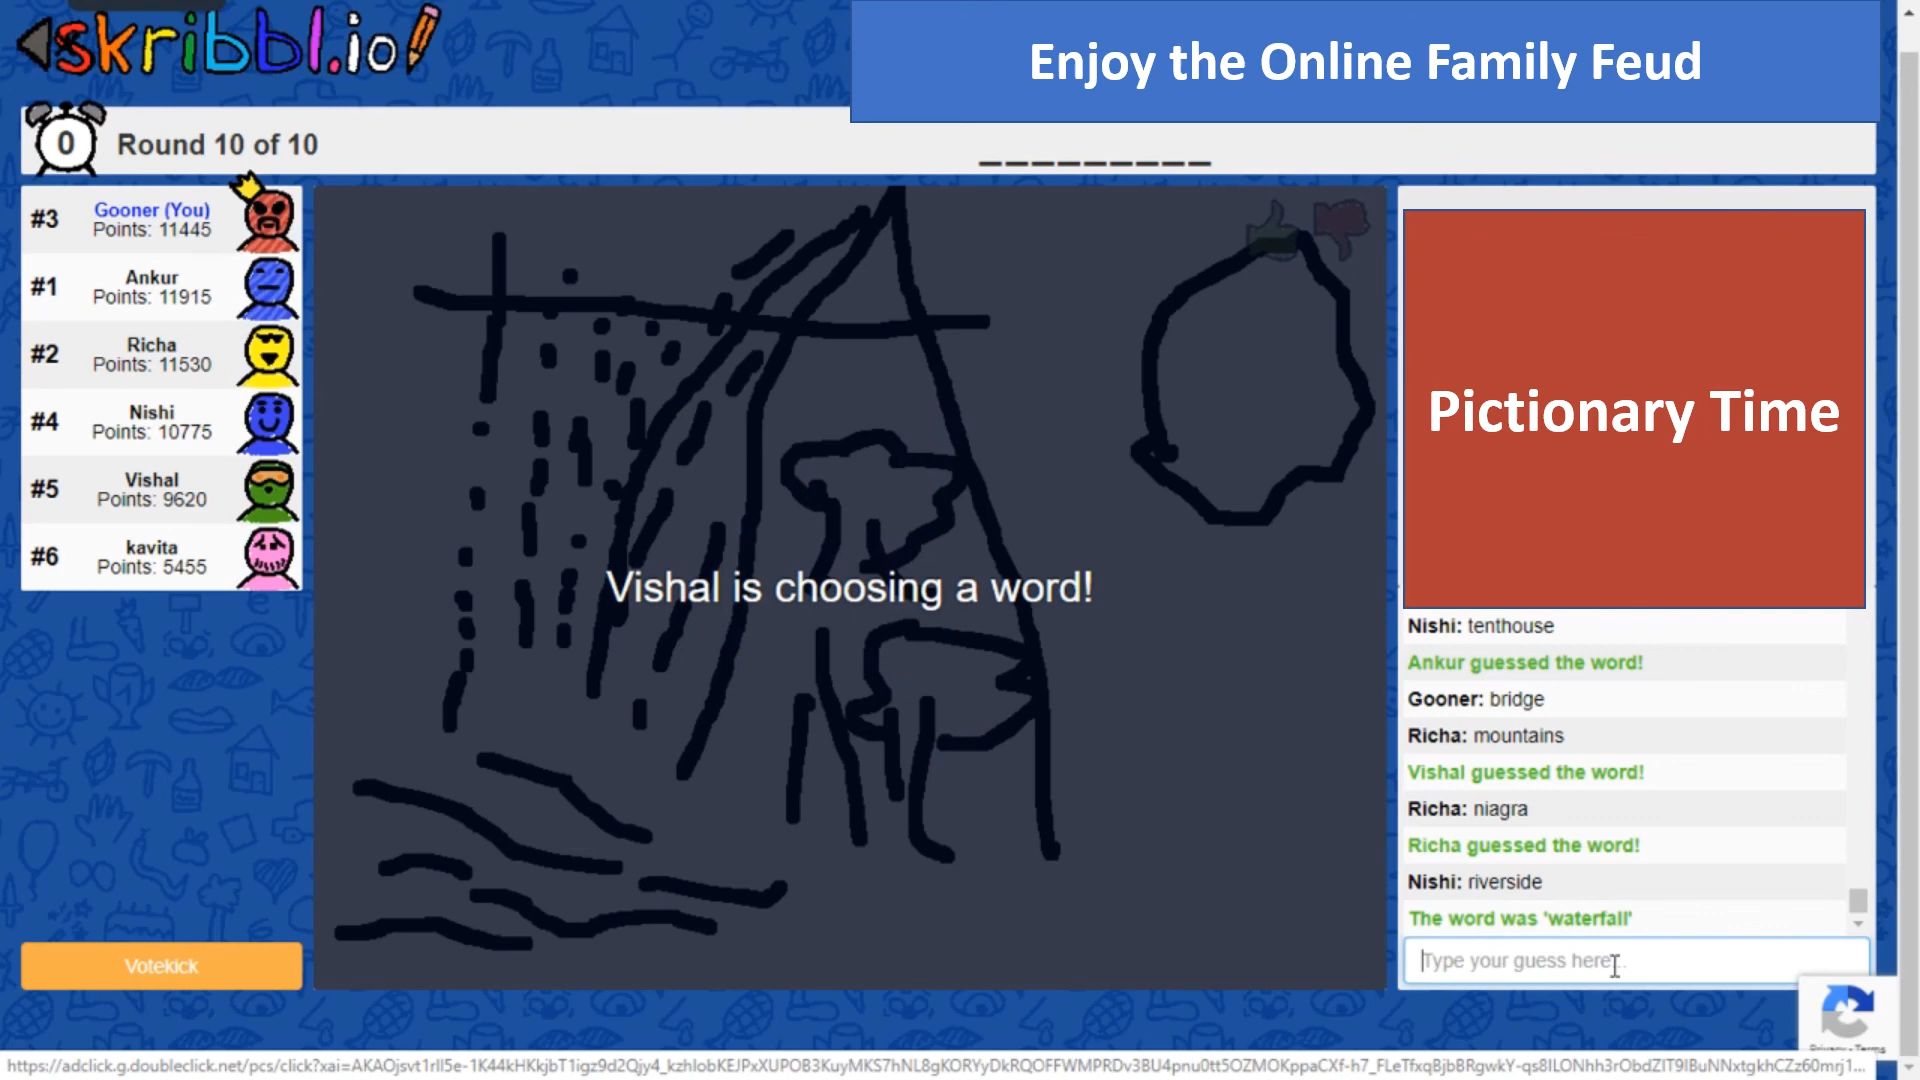 skribbl.io
Enjoy the Online Family Feud
0
Round 10 of 10
_________
#3
Gooner (You)
Points: 11445
#1
Ankur
Points: 11915
#2
Richa
Points: 11530
#4
Nishi
Points: 10775
#5
Vishal
Points: 9620
#6
kavita
Points: 5455
Votekick
Vishal is choosing a word!
Pictionary Time
Nishi: tenthouse
Ankur guessed the word!
Gooner: bridge
Richa: mountains
Vishal guessed the word!
Richa: niagra
Richa guessed the word!
Nishi: riverside
The word was 'waterfall'
Type your guess here...